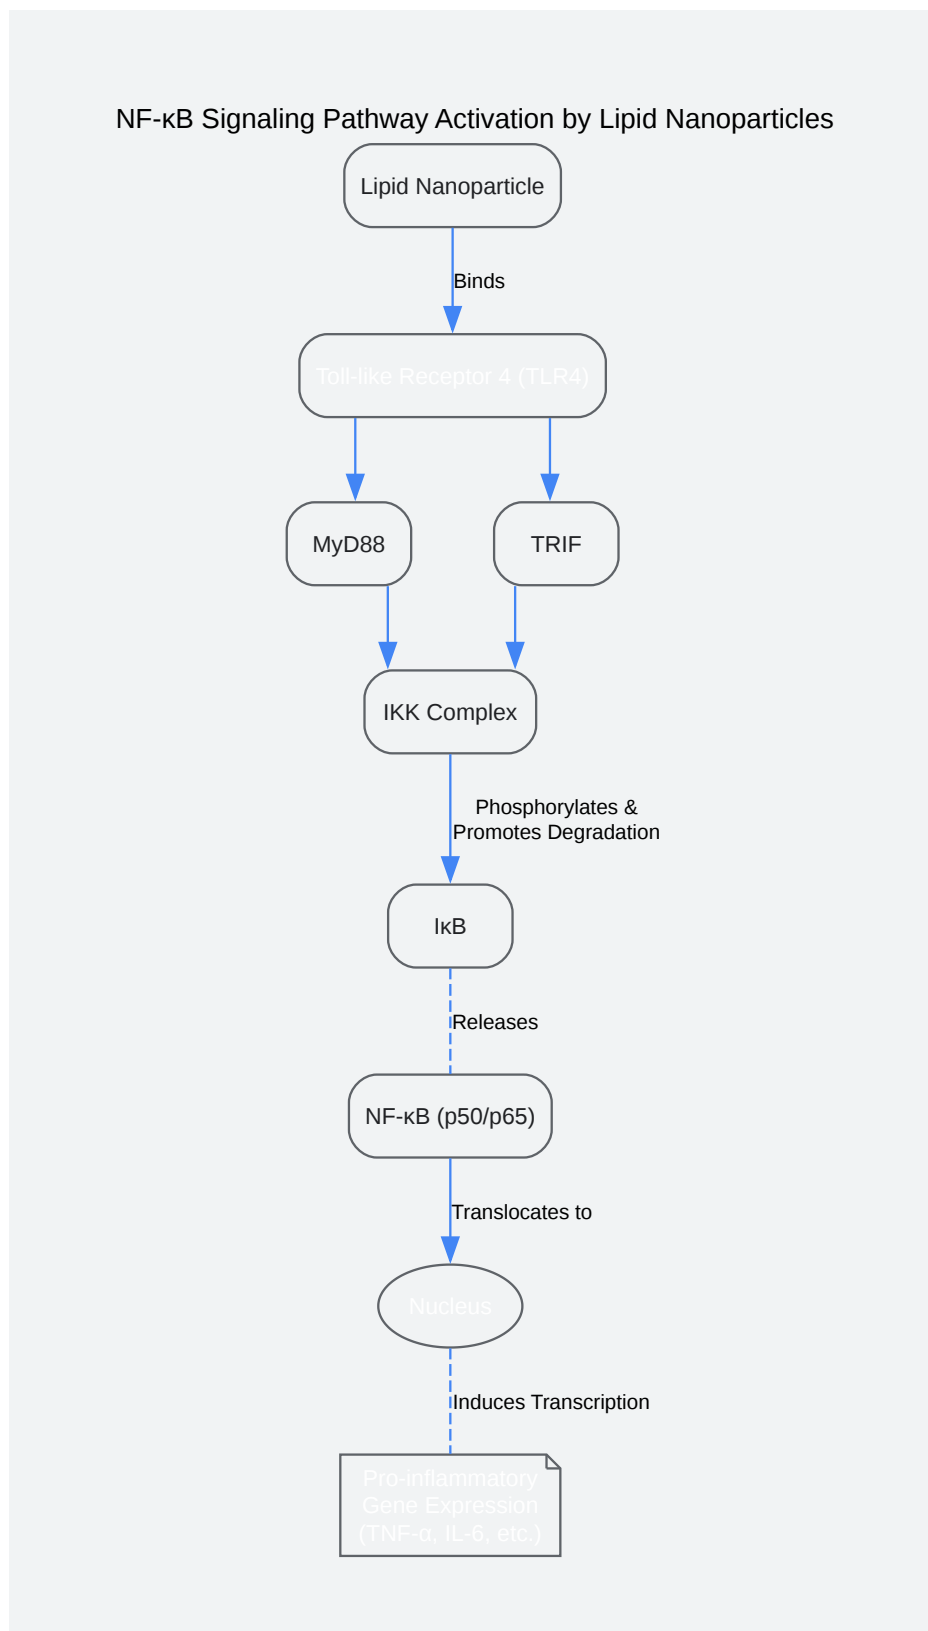 NF-κB Signaling Pathway Activation by Lipid Nanoparticles
Lipid Nanoparticle
Binds
Toll-like Receptor 4 (TLR4)
MyD88
TRIF
IKK Complex
Phosphorylates &
Promotes Degradation
IκB
Releases
NF-κB (p50/p65)
Translocates to
Nucleus
Induces Transcription
Pro-inflammatory
Gene Expression
(TNF-α, IL-6, etc.)